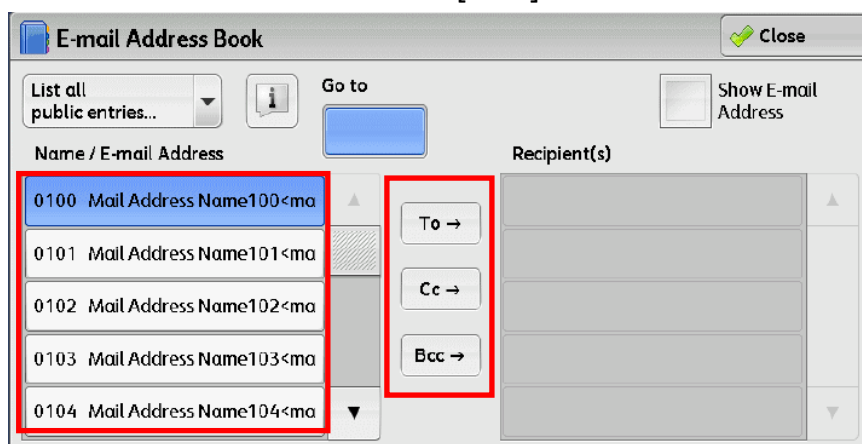 E-mail Address Book
Close
List all
public entries...
i
Go to
Show E-mail
Address
Name / E-mail Address
Recipient(s)
0100 Mail Address Name100<ma
0101 Mail Address Name101<ma
0102 Mail Address Name102<ma
0103 Mail Address Name103<ma
0104 Mail Address Name104<ma
To →
Cc →
Bcc →